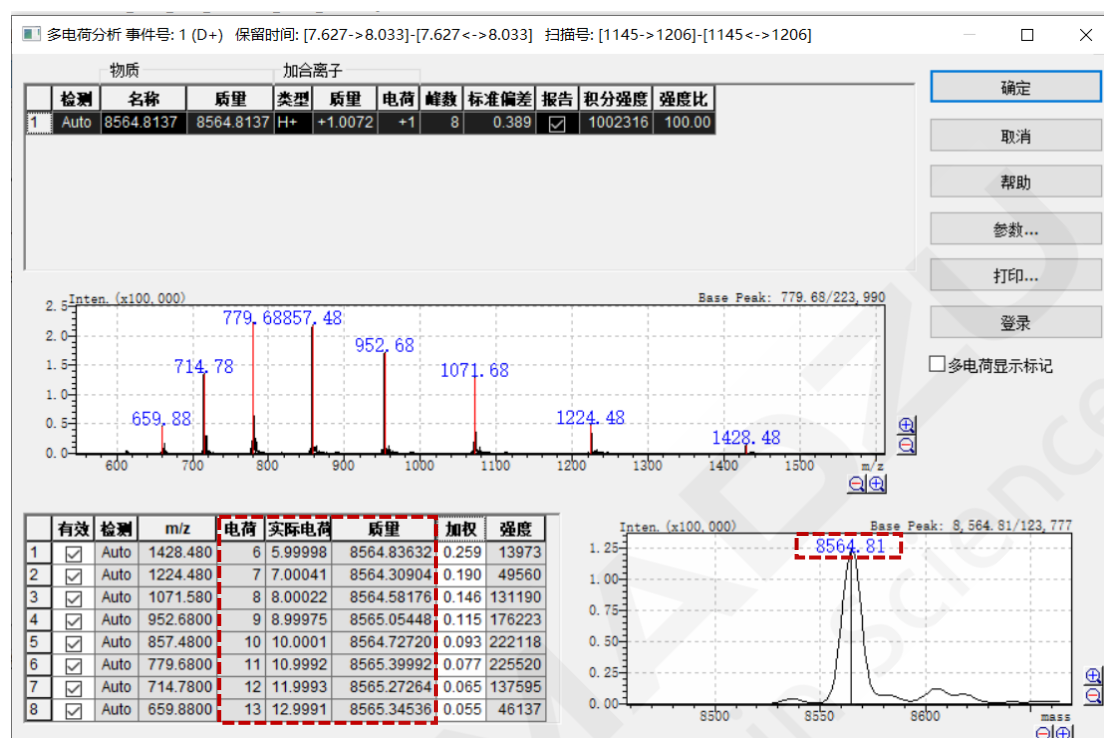 多电荷分析 事件号: 1 (D+) 保留时间: [7.627->8.033]-[7.627<->8.033] 扫描号: [1145->1206]-[1145<->1206]
物质 加合离子
检测 名称 质量 类型 质量 电荷 峰数 标准偏差 报告 积分强度 强度比
1 Auto 8564.8137 8564.8137 H+ +1.0072 +1 8 0.389 1002316 100.00
确定
取消
帮助
参数...
打印...
登录
多电荷显示标记
Inten. (x100,000) Base Peak: 779.68/223,990
2.5
2.0
1.5
1.0
0.5
0.0
659.88 714.78 779.68 857.48 952.68 1071.68 1224.48 1428.48
600 700 800 900 1000 1100 1200 1300 1400 1500 m/z
有效 检测 m/z 电荷 实际电荷 质量 加权 强度
1 Auto 1428.480 6 5.99998 8564.83632 0.259 13973
2 Auto 1224.480 7 7.00041 8564.30904 0.190 49560
3 Auto 1071.580 8 8.00022 8564.58176 0.146 131190
4 Auto 952.6800 9 8.99975 8565.05448 0.115 176223
5 Auto 857.4800 10 10.0001 8564.72720 0.093 222118
6 Auto 779.6800 11 10.9992 8565.39992 0.077 225520
7 Auto 714.7800 12 11.9993 8565.27264 0.065 137595
8 Auto 659.8800 13 12.9991 8565.34536 0.055 46137
Inten. (x100,000) Base Peak: 8,564.81/123,777
8564.81
1.25
1.00
0.75
0.50
0.25
0.00
8500 8550 8600 mass